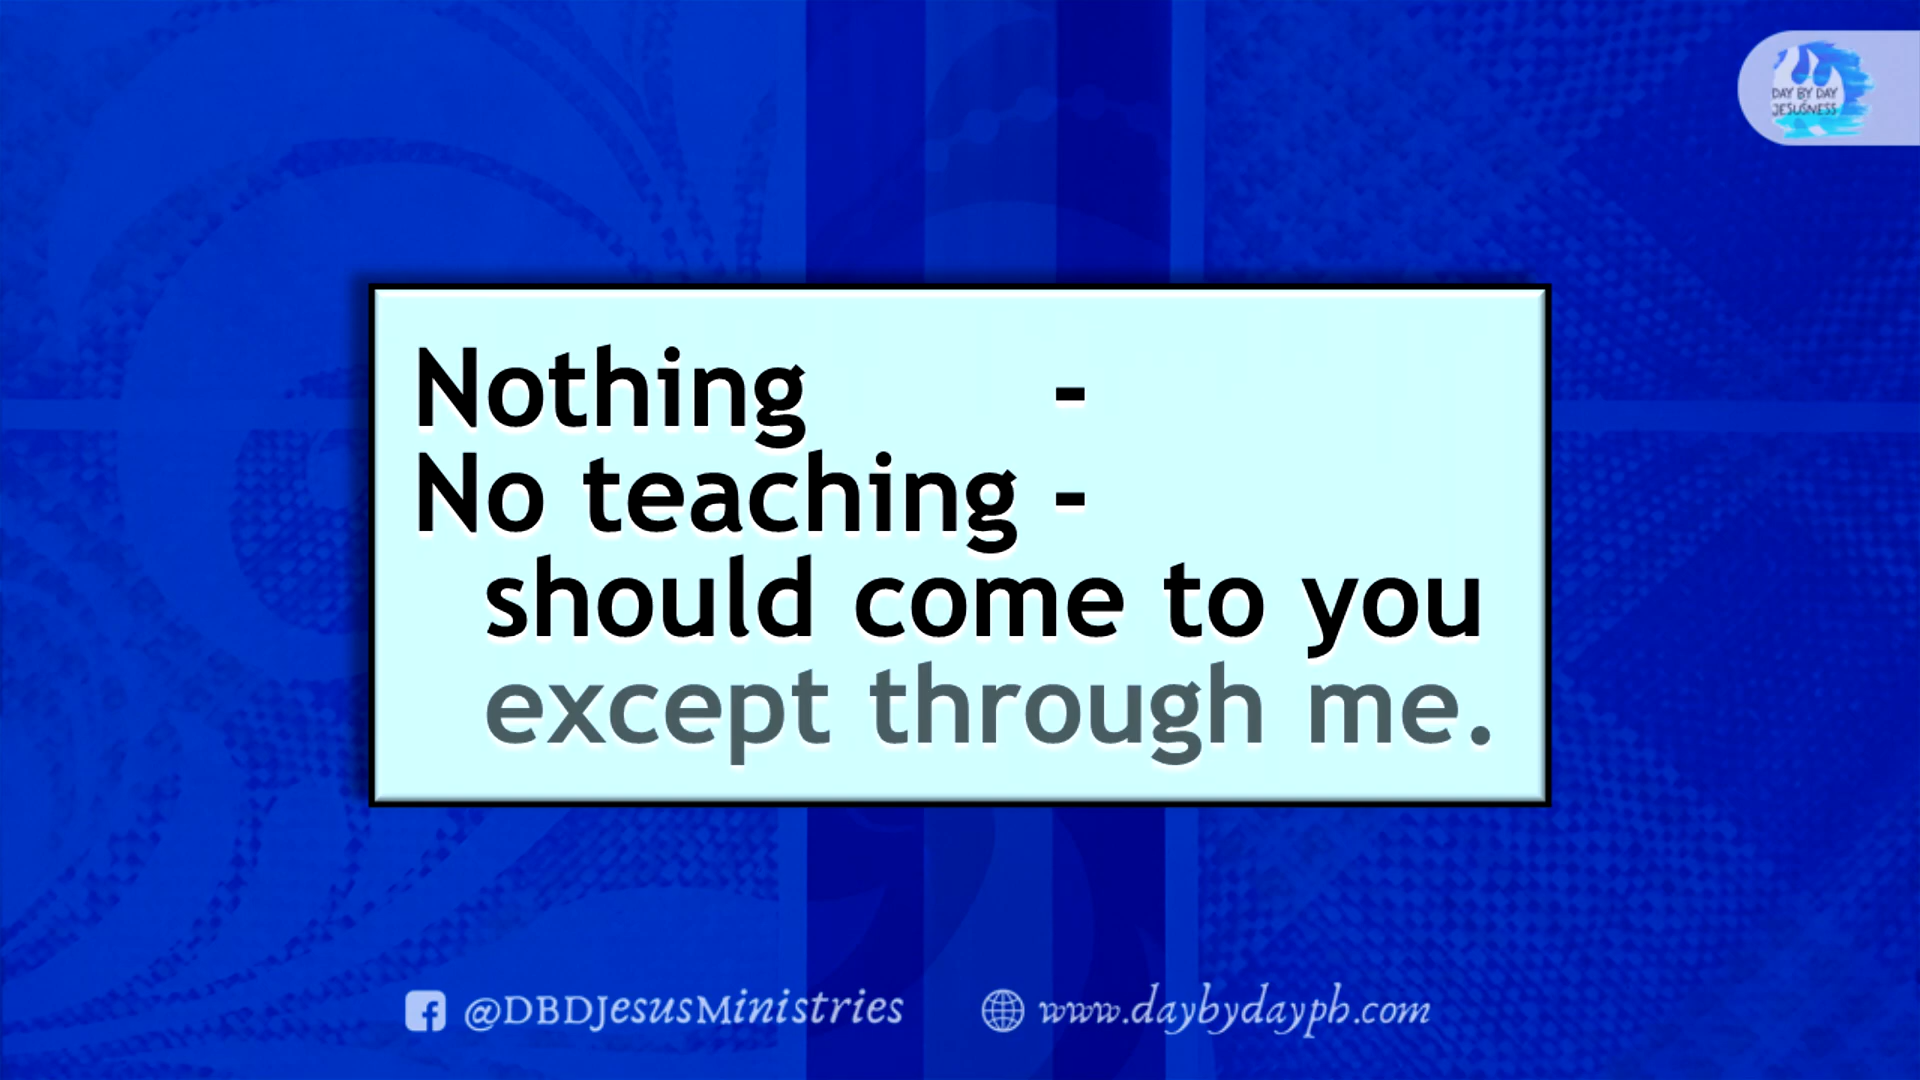 DAY BY DAY
JESUSNESS
Nothing -
No teaching -
should come to you
except through me.
@DBDJesusMinistries
www.daybydayph.com